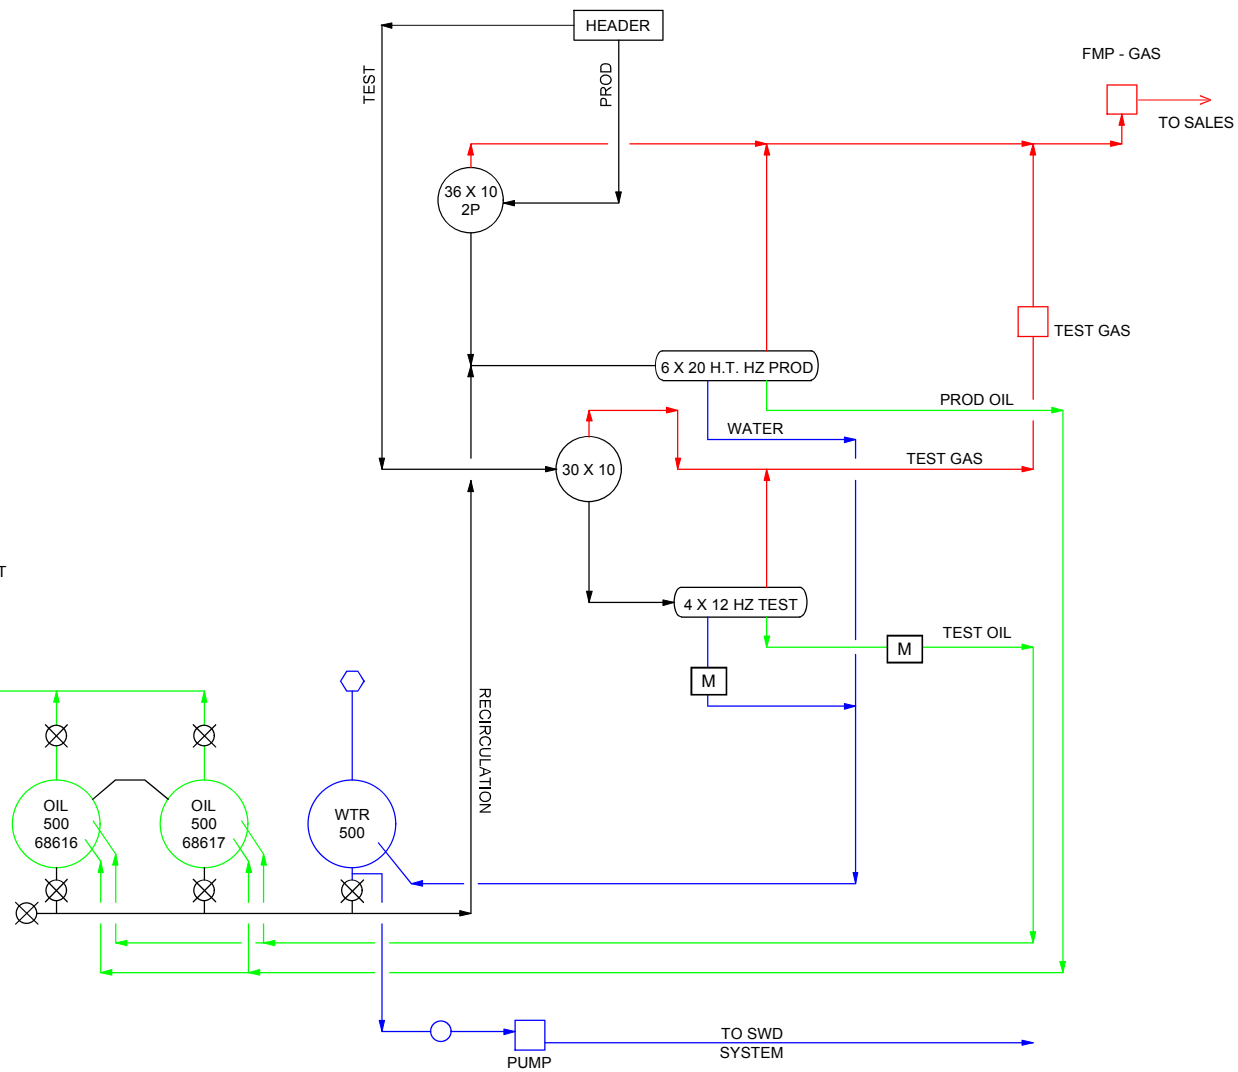 HEADER
FMP - GAS
TEST
PROD
TO SALES
36 X 10
2P
TEST GAS
6 X 20 H.T. HZ PROD
PROD OIL
WATER
TEST GAS
30 X 10
T
4 X 12 HZ TEST
TEST OIL
M
M
RECIRCULATION
OIL
500
68616
OIL
500
68617
WTR
500
TO SWD
SYSTEM
PUMP